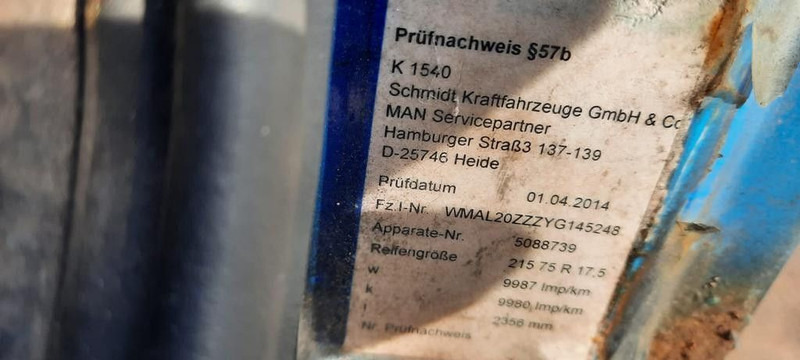 Prüfnachweis §57b
K 1540
Schmidt Kraftfahrzeuge GmbH & Co
MAN Servicepartner
Hamburger Straß3 137-139
D-25746 Heide
Prüfdatum 01.04.2014
Fz.I-Nr. WMAL20ZZZYG145248
Apparate-Nr. 5088739
Reifengröße 215 75 R 17,5
w 9987 Imp/km
k 9980 Imp/km
l 2356 mm
Nr. Prüfnachweis